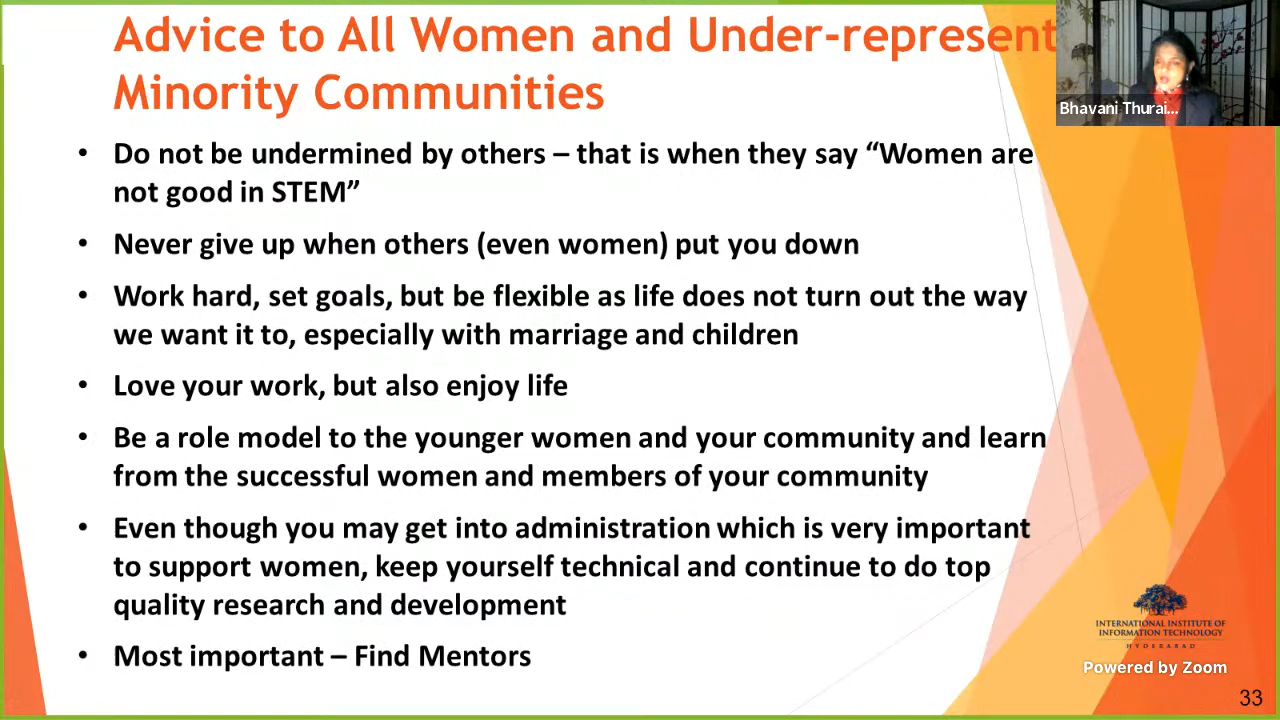 Advice to All Women and Under-represent
Minority Communities
Bhavani Thurai...
• Do not be undermined by others – that is when they say “Women are
not good in STEM”
• Never give up when others (even women) put you down
• Work hard, set goals, but be flexible as life does not turn out the way
we want it to, especially with marriage and children
• Love your work, but also enjoy life
• Be a role model to the younger women and your community and learn
from the successful women and members of your community
• Even though you may get into administration which is very important
to support women, keep yourself technical and continue to do top
quality research and development
• Most important – Find Mentors
INTERNATIONAL INSTITUTE OF
INFORMATION TECHNOLOGY
HYDERABAD
Powered by Zoom
33